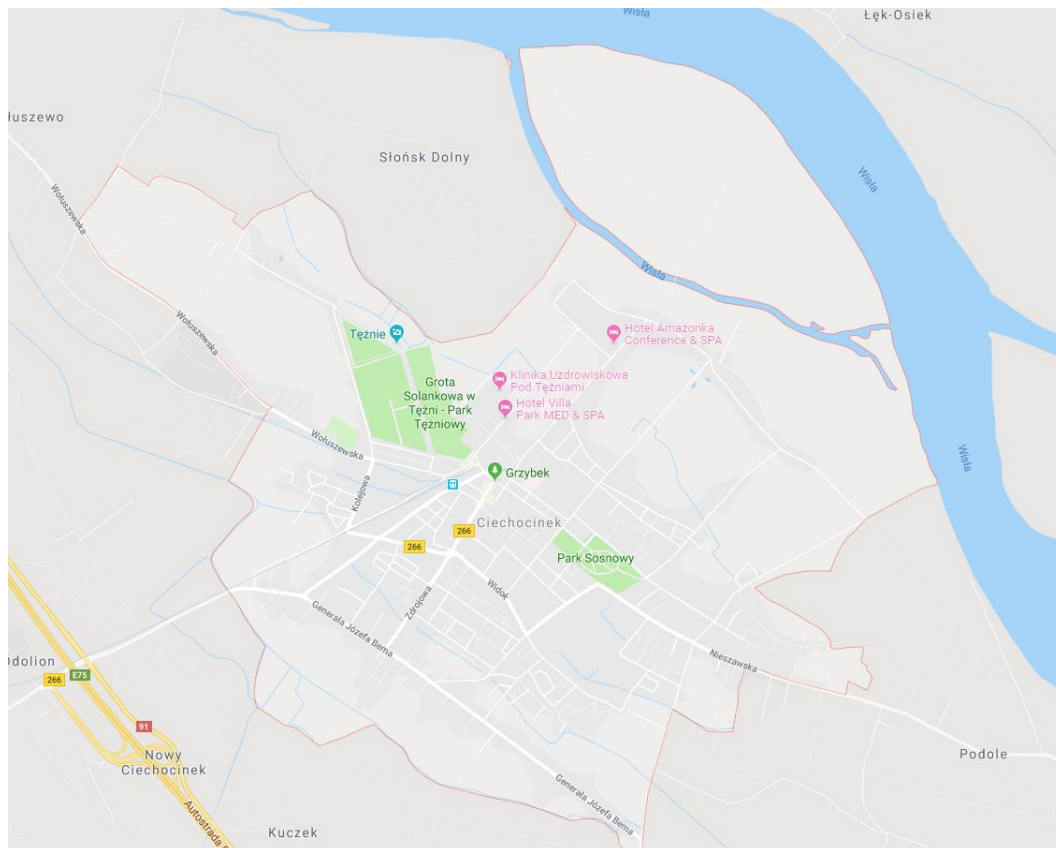 Wisła
Łęk-Osiek
łuszewo
Słońsk Dolny
Wisła
Wołuszewska
Wisła
Tężnie
Hotel Amazonka
Conference & SPA
Wołuszewska
Klinika Uzdrowiskowa
Pod Tężniami
Grota
Solankowa w
Tężni - Park
Tężniowy
Hotel Villa
Park MED & SPA
Wołuszewska
Wisła
Grzybek
Kolejowa
Ciechocinek
266
266
Park Sosnowy
Widok
Zdrojowa
Generała Józefa Bema
Nieszawska
Odolion
E75
266
91
Nowy
Ciechocinek
Podole
Generała Józefa Bema
Autostrada
Kuczek